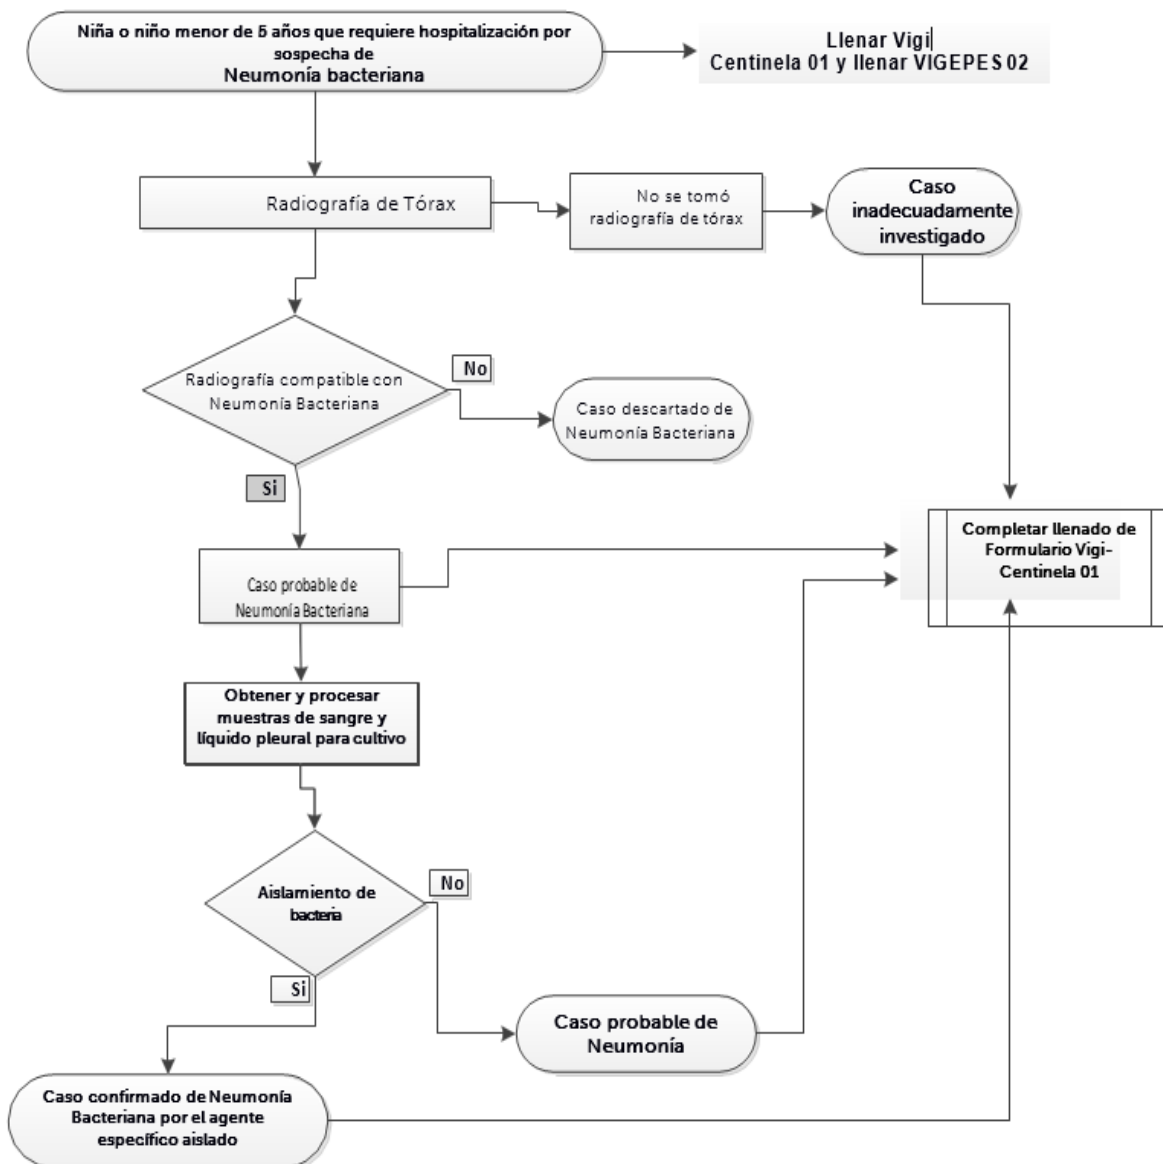 Niña o niño menor de 5 años que requiere hospitalización por
sospecha de
Neumonía bacteriana
Llenar Vigi
Centinela 01 y llenar VIGEPES 02
Radiografía de Tórax
No se tomó
radiografía de tórax
Caso
inadecuadamente
investigado
Radiografía compatible con
Neumonía Bacteriana
No
Caso descartado de
Neumonía Bacteriana
Si
Completar llenado de
Formulario Vigi-
Centinela 01
Caso probable de
Neumonía Bacteriana
Obtener y procesar
muestras de sangre y
líquido pleural para cultivo
Aislamiento de
bacteria
No
Si
Caso probable de
Neumonía
Caso confirmado de Neumonía
Bacteriana por el agente
específico aislado